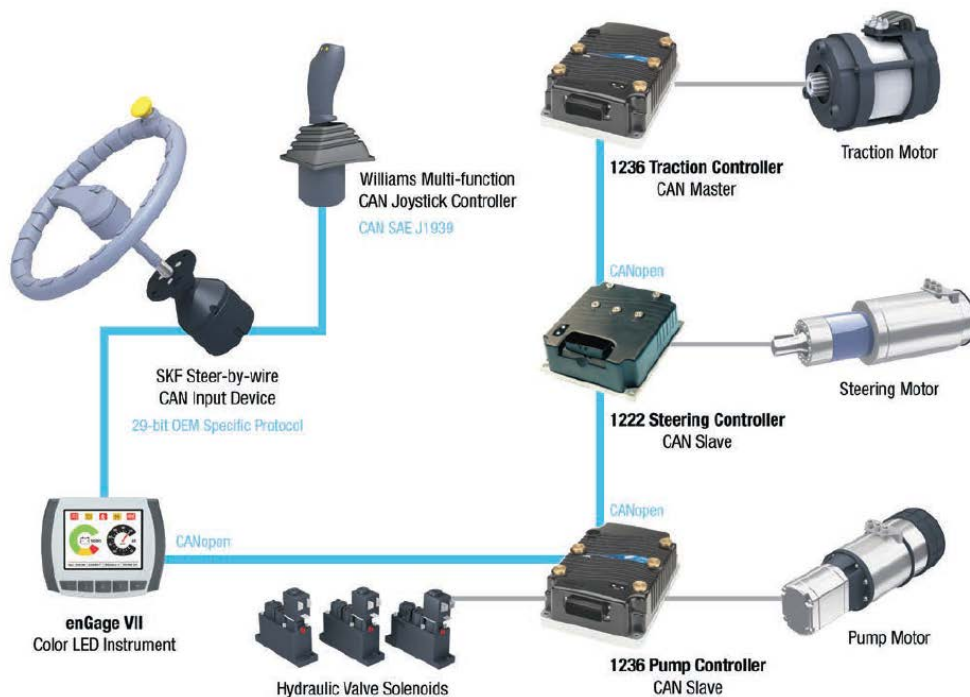 Williams Multi-function
CAN Joystick Controller
CAN SAE J1939
1236 Traction Controller
CAN Master
Traction Motor
CANopen
SKF Steer-by-wire
CAN Input Device
29-bit OEM Specific Protocol
1222 Steering Controller
CAN Slave
Steering Motor
CANopen
CANopen
enGage VII
Color LED Instrument
Hydraulic Valve Solenoids
1236 Pump Controller
CAN Slave
Pump Motor